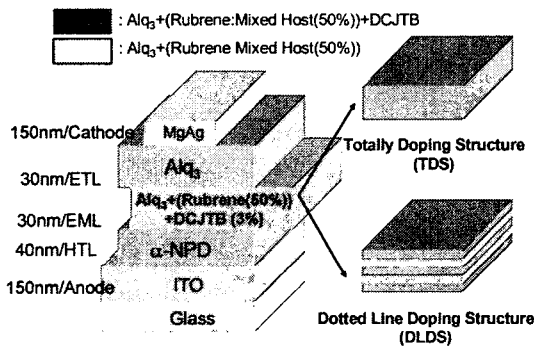 : Alq3+(Rubrene:Mixed Host(50%)+DCJTB
: Alq3+(Rubrene Mixed Host(50%))
150nm/Cathode
MgAg
Alq3
30nm/ETL
Alq3+(Rubrene(50%))
+DCJTB (3%)
30nm/EML
40nm/HTL
α-NPD
150nm/Anode
ITO
Glass
Totally Doping Structure
(TDS)
Dotted Line Doping Structure
(DLDS)